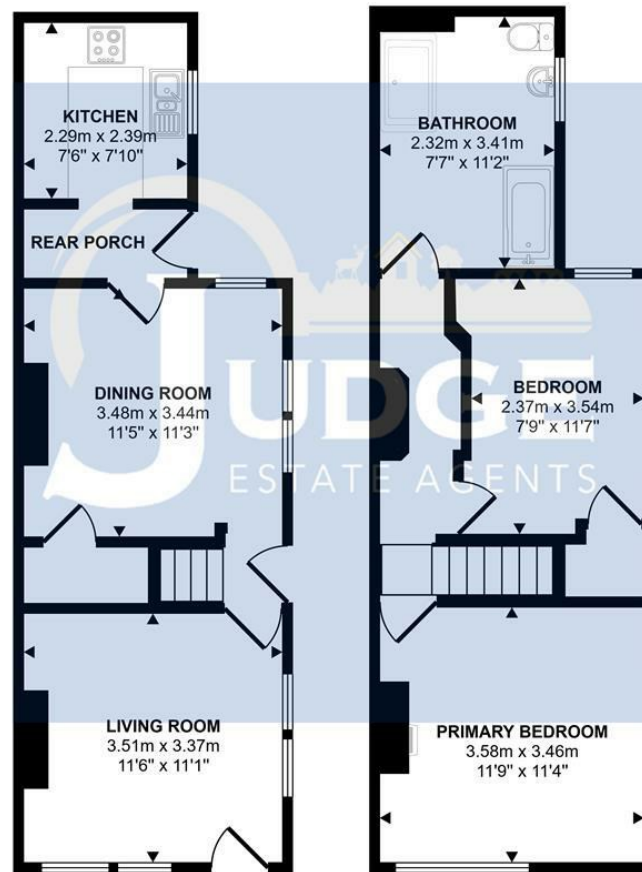 KITCHEN
2.29m x 2.39m
7'6" x 7'10"
REAR PORCH
DINING ROOM
3.48m x 3.44m
11'5" x 11'3"
LIVING ROOM
3.51m x 3.37m
11'6" x 11'1"
BATHROOM
2.32m x 3.41m
7'7" x 11'2"
BEDROOM
2.37m x 3.54m
7'9" x 11'7"
PRIMARY BEDROOM
3.58m x 3.46m
11'9" x 11'4"
JUDGE
ESTATE AGENTS